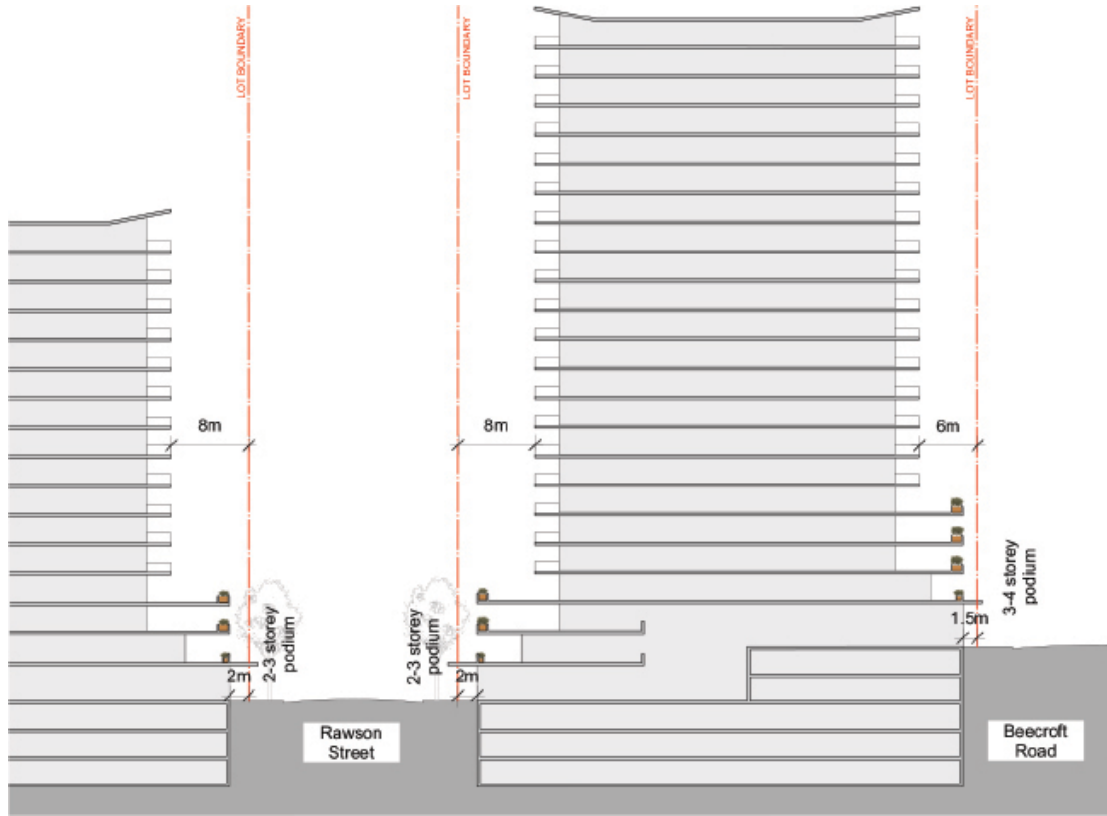 LOT BOUNDARY
LOT BOUNDARY
LOT BOUNDARY
8m
8m
6m
2-3 storey
podium
2-3 storey
podium
3-4 storey
podium
1.5m
2m
2m
Rawson
Street
Beecroft
Road